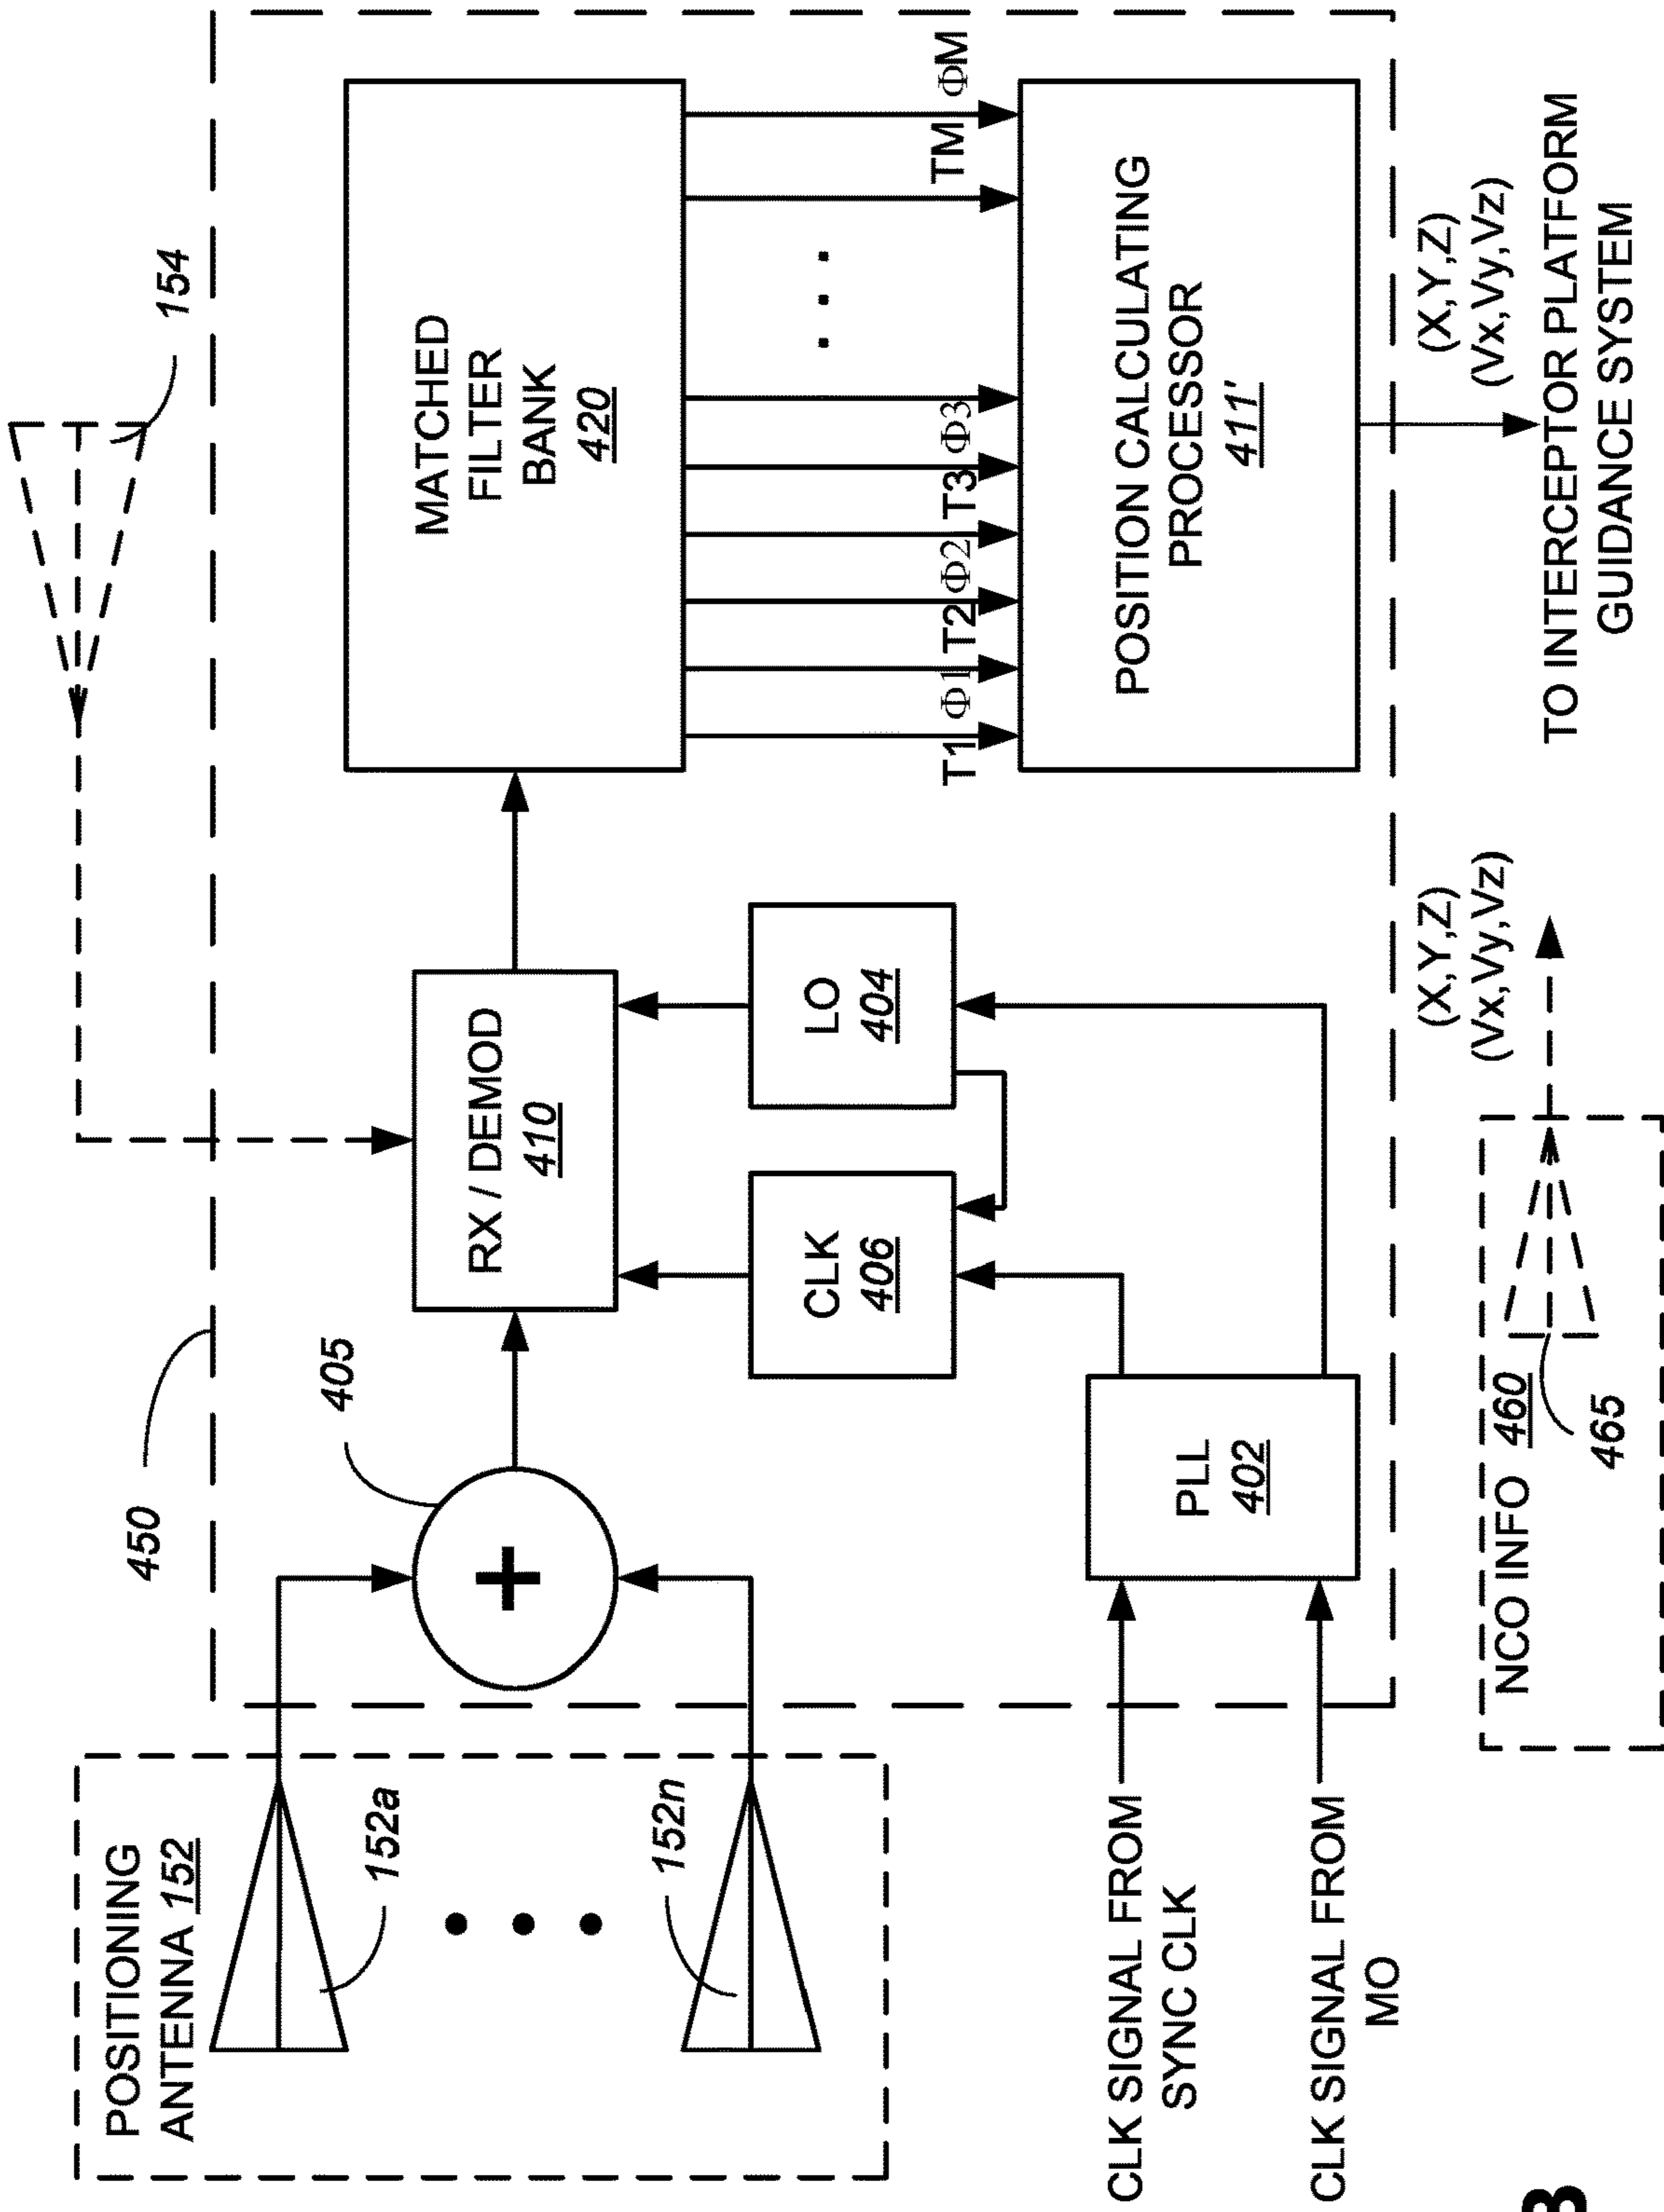 154
450
405
POSITIONING
ANTENNA 152
152a
152n
RX / DEMOD
410
MATCHED
FILTER
BANK
420
CLK
406
LO
404
T1 Φ1 T2 Φ2 T3 Φ3 TM ΦM
PLL
402
POSITION CALCULATING
PROCESSOR
411'
CLK SIGNAL FROM
SYNC CLK
CLK SIGNAL FROM
MO
(X,Y,Z)
(Vx,Vy,Vz)
(X,Y,Z)
(Vx,Vy,Vz)
NCO INFO 460
465
TO INTERCEPTOR PLATFORM
GUIDANCE SYSTEM